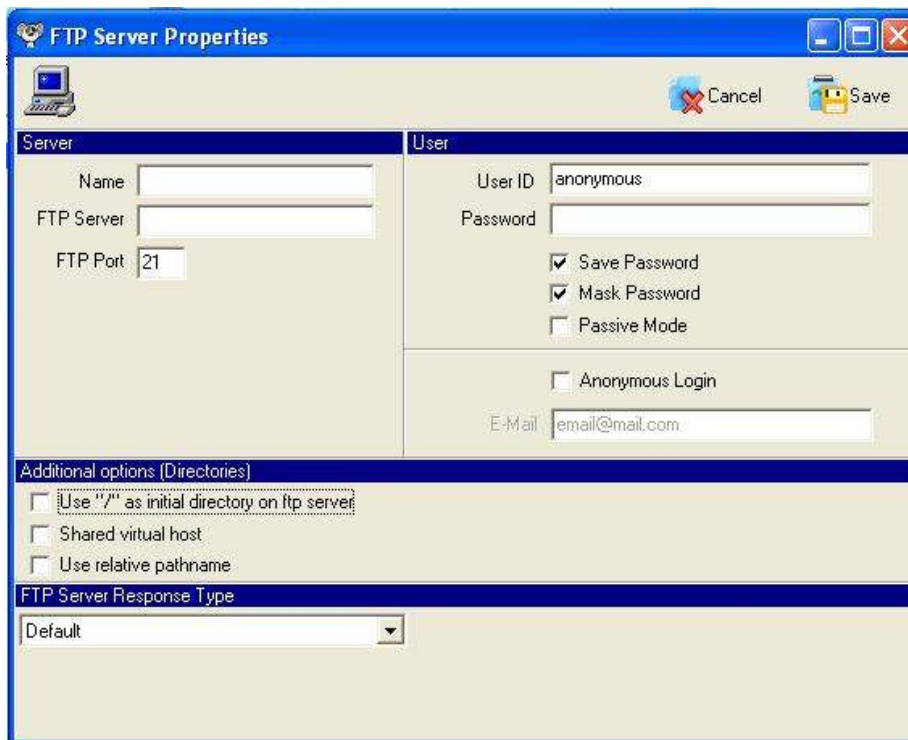 FTP Server Properties
Cancel
Save
Server
User
Name
FTP Server
FTP Port 21
User ID anonymous
Password
Save Password
Mask Password
Passive Mode
Anonymous Login
E-Mail email@mail.com
Additional options (Directories)
Use "/" as initial directory on ftp server
Shared virtual host
Use relative pathname
FTP Server Response Type
Default